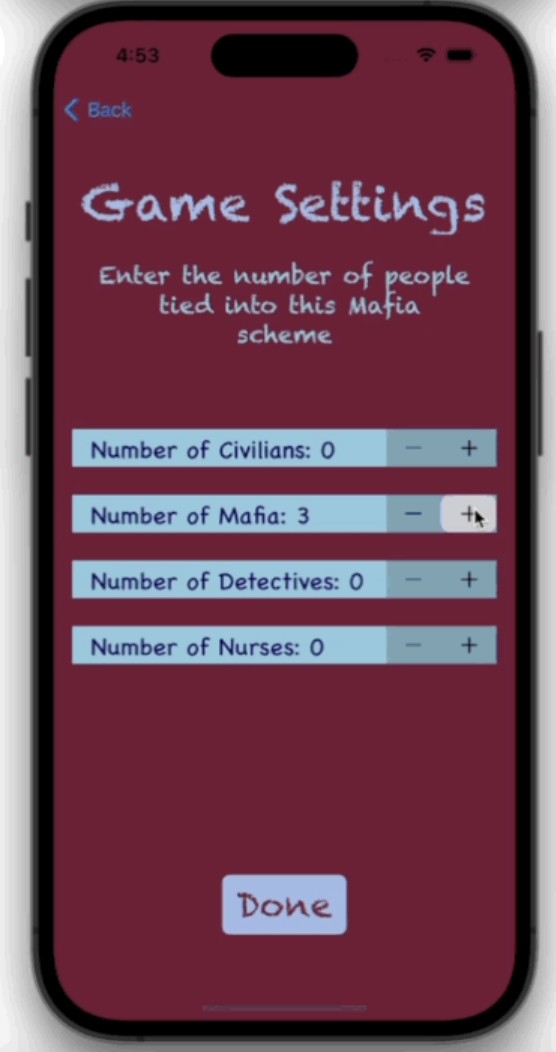 4:53
Back
Game Settings
Enter the number of people
tied into this Mafia
scheme
Number of Civilians: 0 − +
Number of Mafia: 3 − +
Number of Detectives: 0 − +
Number of Nurses: 0 − +
Done